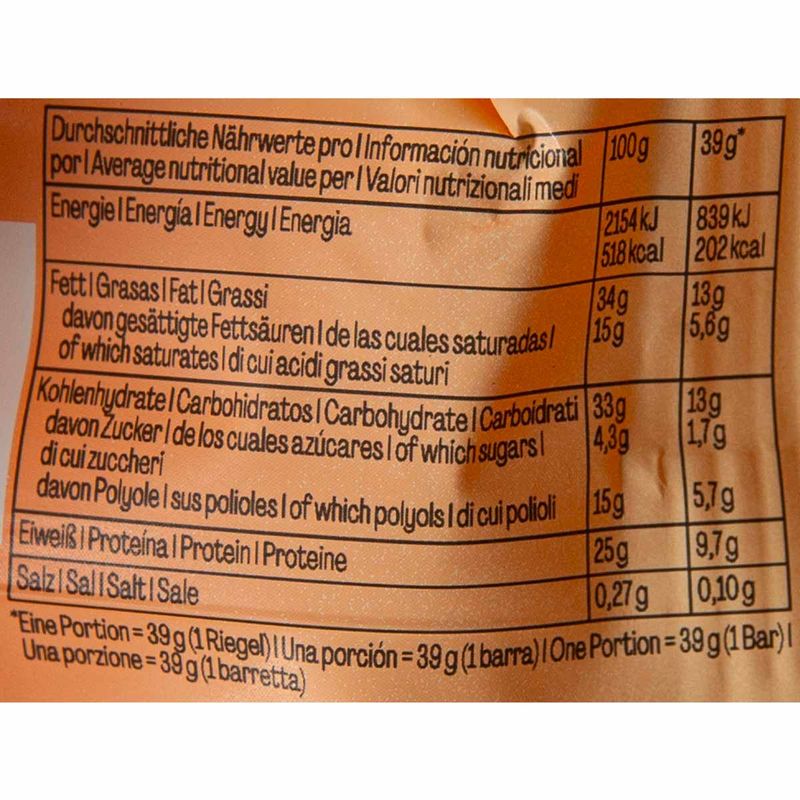 Durchschnittliche Nährwerte pro | Información nutricional 100g 39g*
por | Average nutritional value per | Valori nutrizionali medi
Energie | Energía | Energy | Energia 2154 kJ 839 kJ
518 kcal 202 kcal
Fett | Grasas | Fat | Grassi 34g 13g
davon gesättigte Fettsäuren | de las cuales saturadas | 15g 5,6g
of which saturates | di cui acidi grassi saturi
Kohlenhydrate | Carbohidratos | Carbohydrate | Carboidrati 33g 13g
davon Zucker | de los cuales azúcares | of which sugars | 4,3g 1,7g
di cui zuccheri
davon Polyole | sus polioles | of which polyols | di cui polioli 15g 5,7g
Eiweiß | Proteína | Protein | Proteine 25g 9,7g
Salz | Sal | Salt | Sale 0,27g 0,10g
*Eine Portion = 39 g (1 Riegel) | Una porción = 39 g (1 barra) | One Portion = 39 g (1 Bar) |
Una porzione = 39 g (1 barretta)